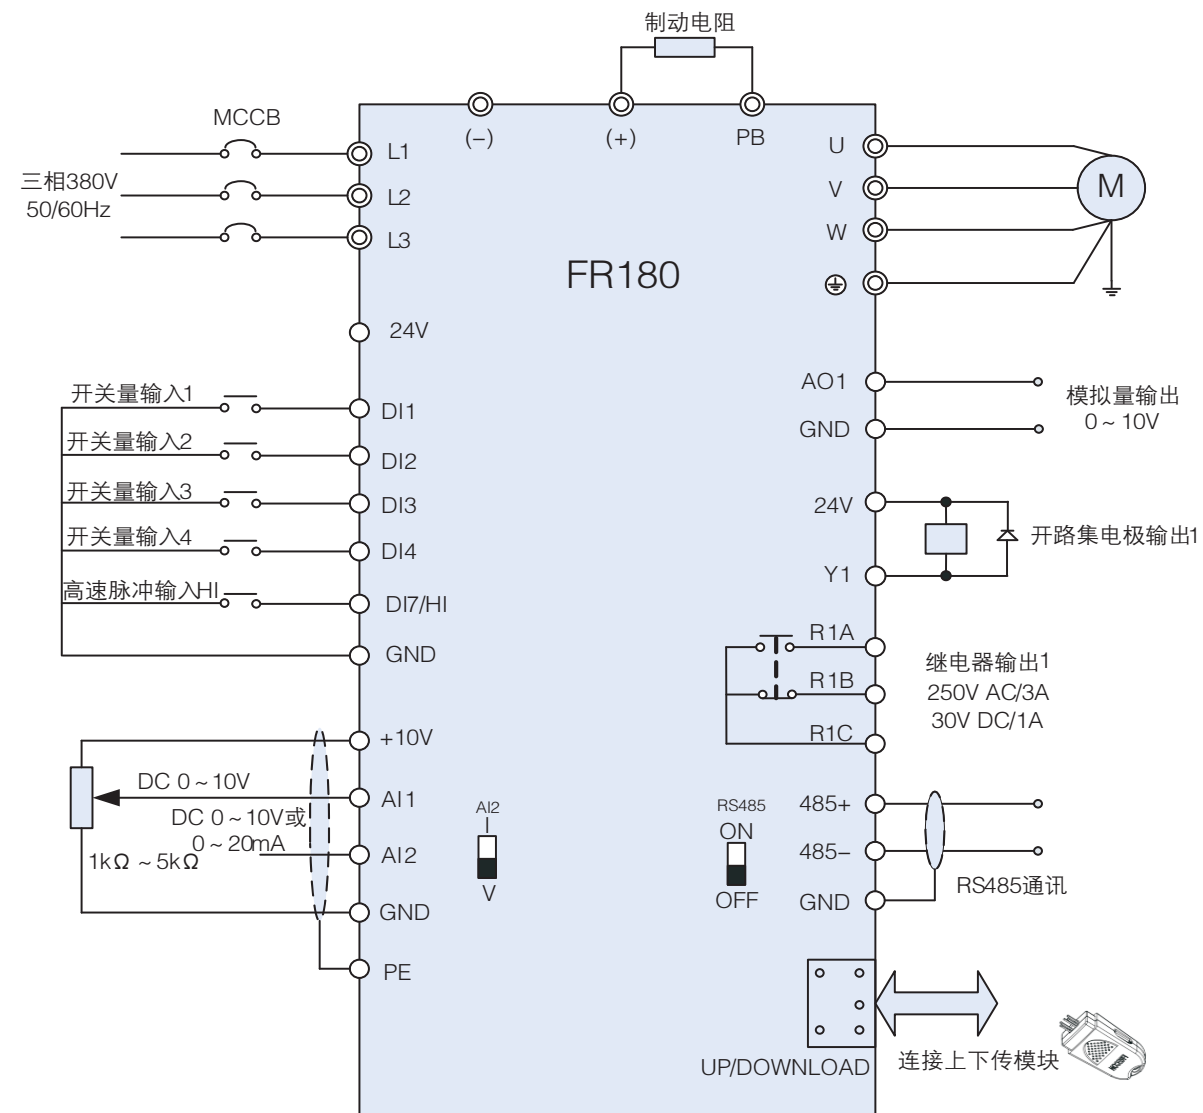 制动电阻
MCCB
(–)
(+)
PB
三相380V
50/60Hz
L1
L2
L3
U
V
W
M
FR180
24V
开关量输入1
DI1
开关量输入2
DI2
开关量输入3
DI3
开关量输入4
DI4
高速脉冲输入HI
DI7/HI
GND
AO1
GND
模拟量输出
0~10V
24V
Y1
开路集电极输出1
R1A
R1B
R1C
继电器输出1
250V AC/3A
30V DC/1A
+10V
DC 0~10V
AI1
DC 0~10V或
0~20mA
1kΩ ~5kΩ
AI2
GND
PE
AI2
I
V
RS485
ON
OFF
485+
485–
GND
RS485通讯
UP/DOWNLOAD
连接上下传模块